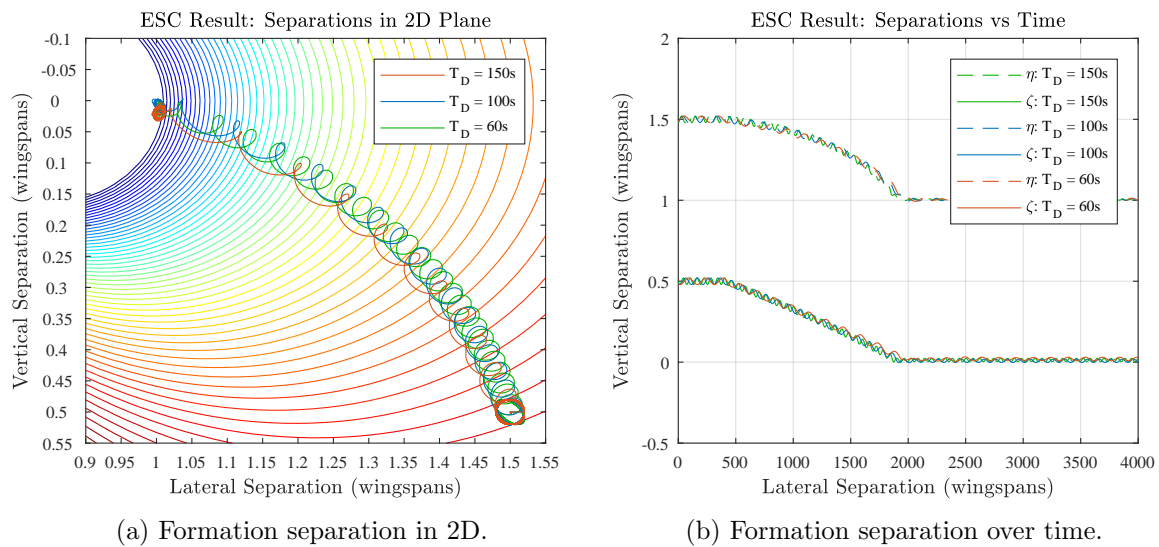 ESC Result: Separations in 2D Plane
-0.1
-0.05
0
0.05
0.1
0.15
0.2
0.25
0.3
0.35
0.4
0.45
0.5
0.55
Vertical Separation (wingspans)
T_D = 150s
T_D = 100s
T_D = 60s
0.9 0.95 1 1.05 1.1 1.15 1.2 1.25 1.3 1.35 1.4 1.45 1.5 1.55
Lateral Separation (wingspans)
(a) Formation separation in 2D.
ESC Result: Separations vs Time
2
1.5
1
0.5
0
-0.5
Vertical Separation (wingspans)
η: T_D = 150s
ζ: T_D = 150s
η: T_D = 100s
ζ: T_D = 100s
η: T_D = 60s
ζ: T_D = 60s
0 500 1000 1500 2000 2500 3000 3500 4000
Lateral Separation (wingspans)
(b) Formation separation over time.